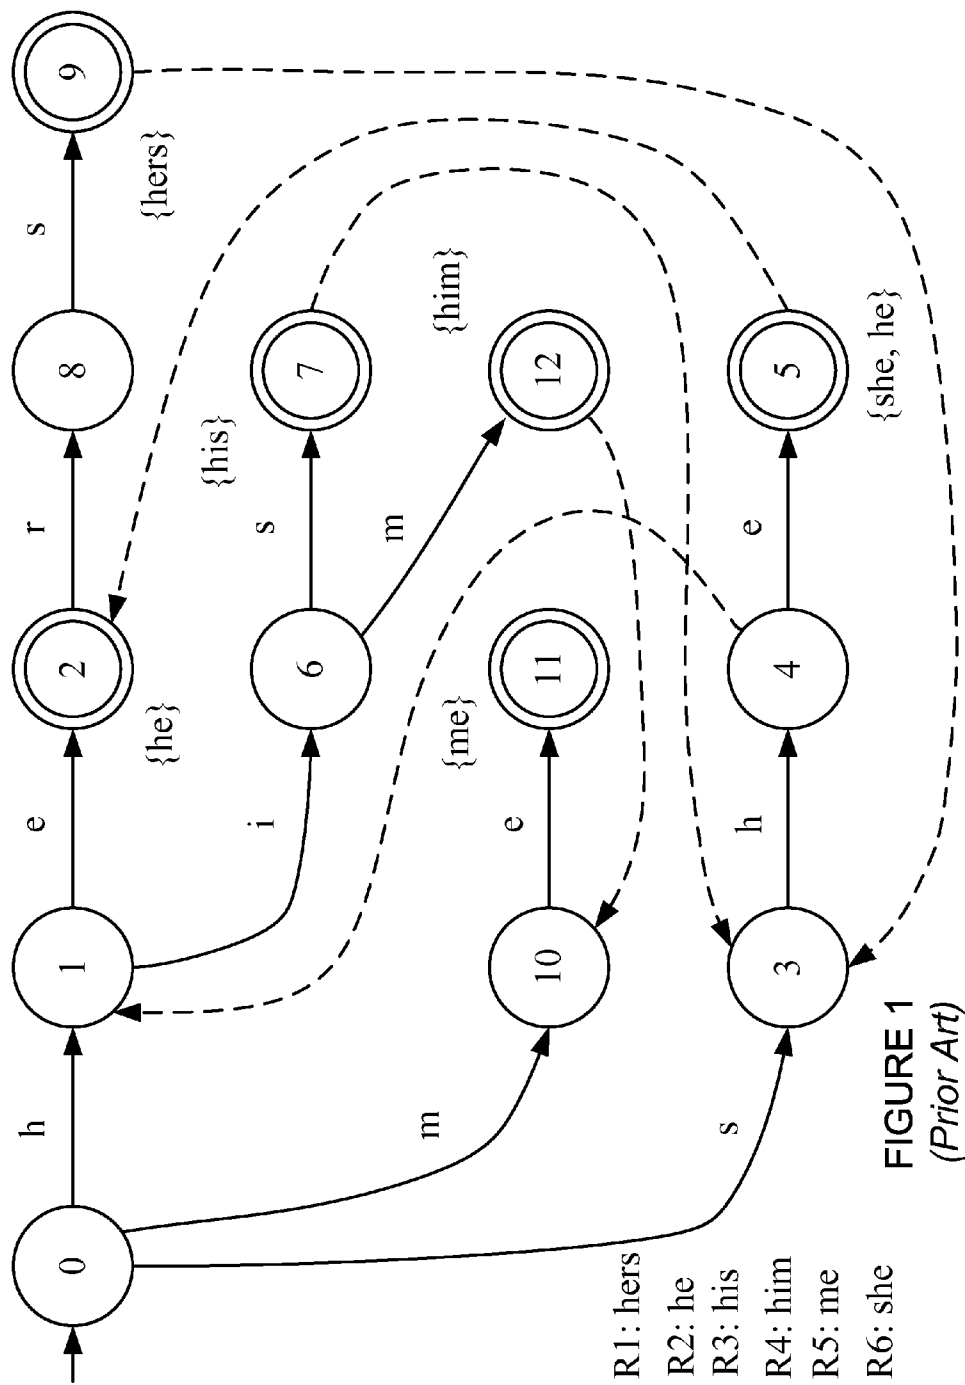 h e r s
0 1 2 8 9
{he} {hers}
{his}
i s
6 7
m
m
{him}
{me}
e
10 11 12
s
h e
3 4 5
{she, he}
R1: hers
R2: he
R3: his
R4: him
R5: me
R6: she
FIGURE 1
(Prior Art)